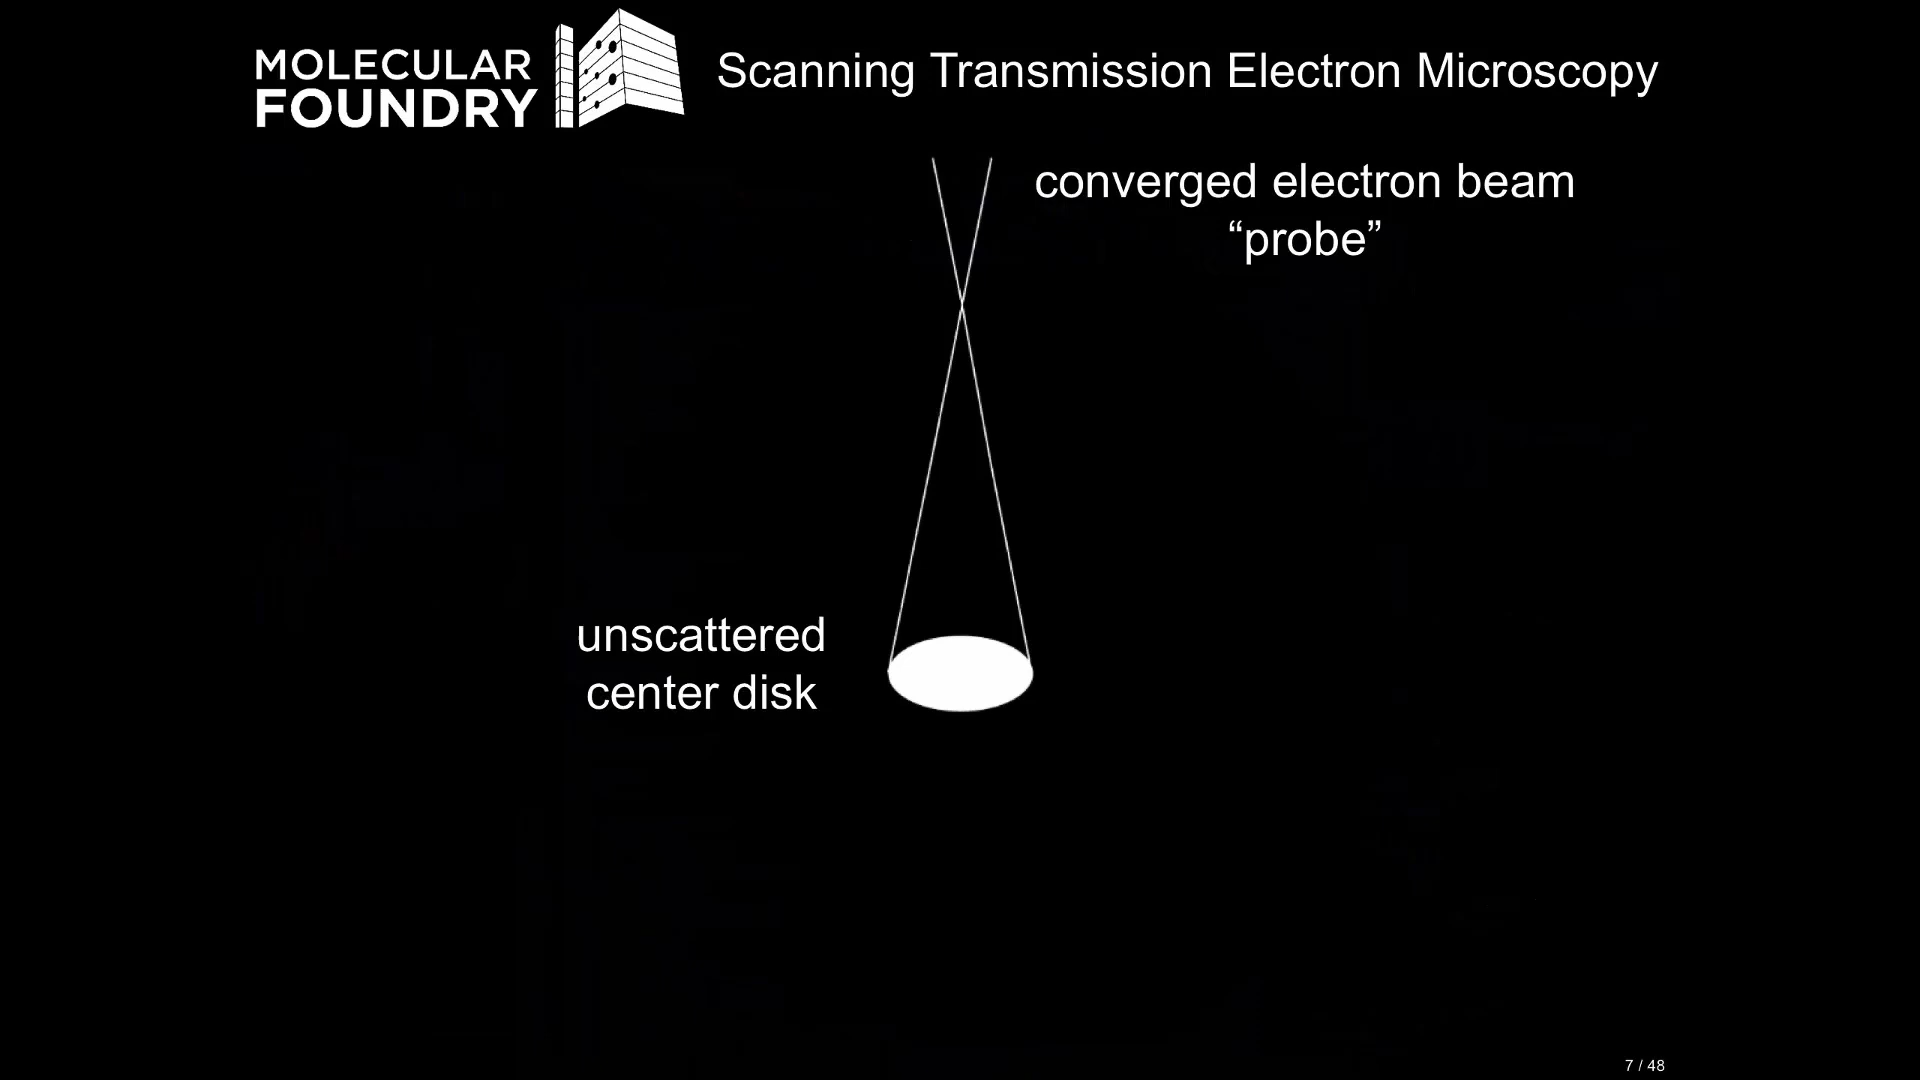 MOLECULAR
FOUNDRY
Scanning Transmission Electron Microscopy
converged electron beam
“probe”
unscattered
center disk
7 / 48